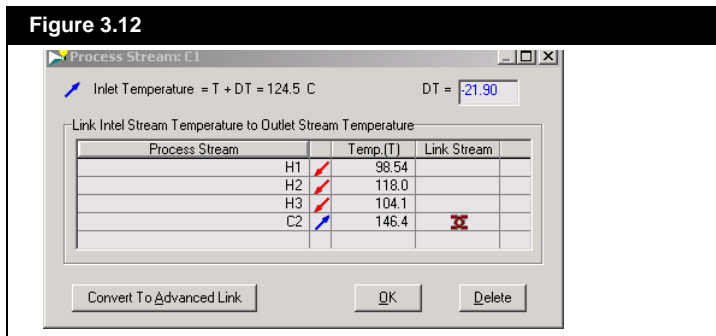 Figure 3.12
Process Stream: C1
Inlet Temperature = T + DT = 124.5 C DT = -21.90
Link Intel Stream Temperature to Outlet Stream Temperature
Process Stream Temp.(T) Link Stream
H1 98.54
H2 118.0
H3 104.1
C2 146.4
Convert To Advanced Link OK Delete